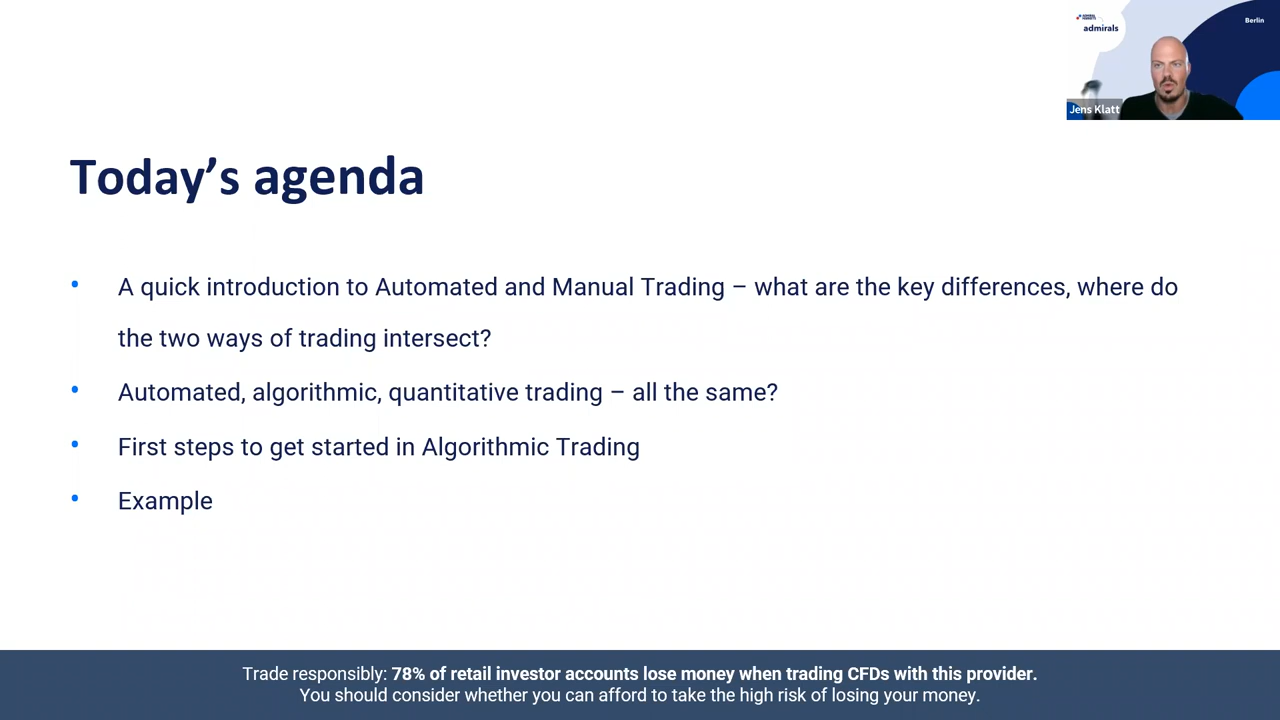 ADMIRAL MARKETS
admirals
Berlin
Jens Klatt
Today's agenda
• A quick introduction to Automated and Manual Trading – what are the key differences, where do
the two ways of trading intersect?
• Automated, algorithmic, quantitative trading – all the same?
• First steps to get started in Algorithmic Trading
• Example
Trade responsibly: 78% of retail investor accounts lose money when trading CFDs with this provider.
You should consider whether you can afford to take the high risk of losing your money.